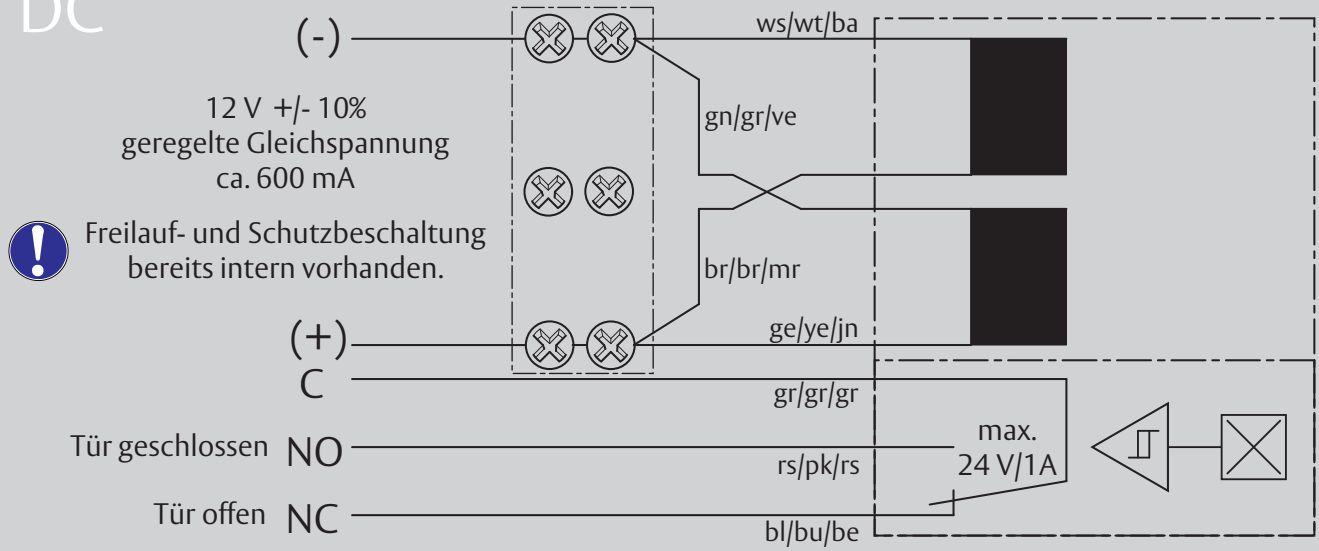 DC
(-)
ws/wt/ba
12 V +/- 10%
geregelte Gleichspannung
ca. 600 mA
gn/gr/ve
Freilauf- und Schutzbeschaltung
bereits intern vorhanden.
br/br/mr
(+)
ge/ye/jn
C
gr/gr/gr
Tür geschlossen NO
rs/pk/rs
max.
24 V/1A
Tür offen NC
bl/bu/be